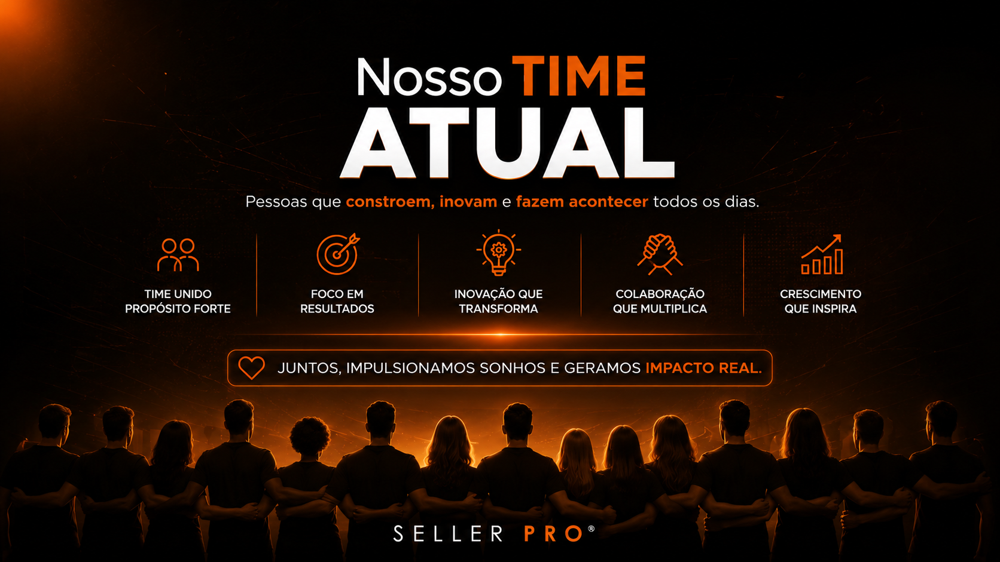 Nosso TIME
ATUAL
Pessoas que constroem, inovam e fazem acontecer todos os dias.
TIME UNIDO
PROPÓSITO FORTE
FOCO EM
RESULTADOS
INOVAÇÃO QUE
TRANSFORMA
COLABORAÇÃO
QUE MULTIPLICA
CRESCIMENTO
QUE INSPIRA
JUNTOS, IMPULSIONAMOS SONHOS E GERAMOS IMPACTO REAL.
SELLER PRO®